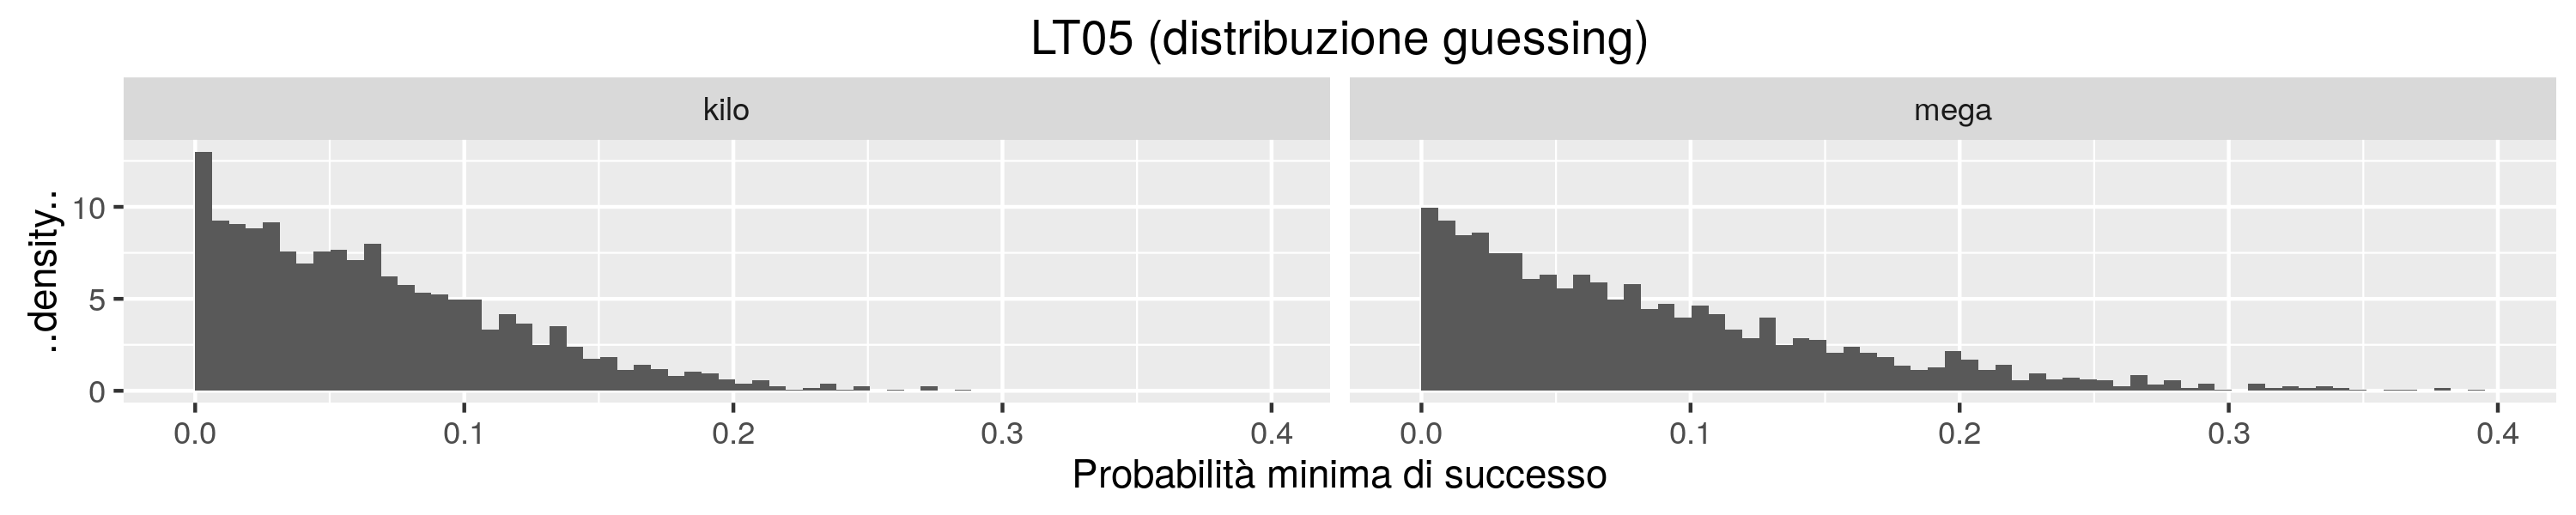 LT05 (distribuzione guessing)
kilo
mega
..density..
10
5
0
0.0 0.1 0.2 0.3 0.4
0.0 0.1 0.2 0.3 0.4
Probabilità minima di successo